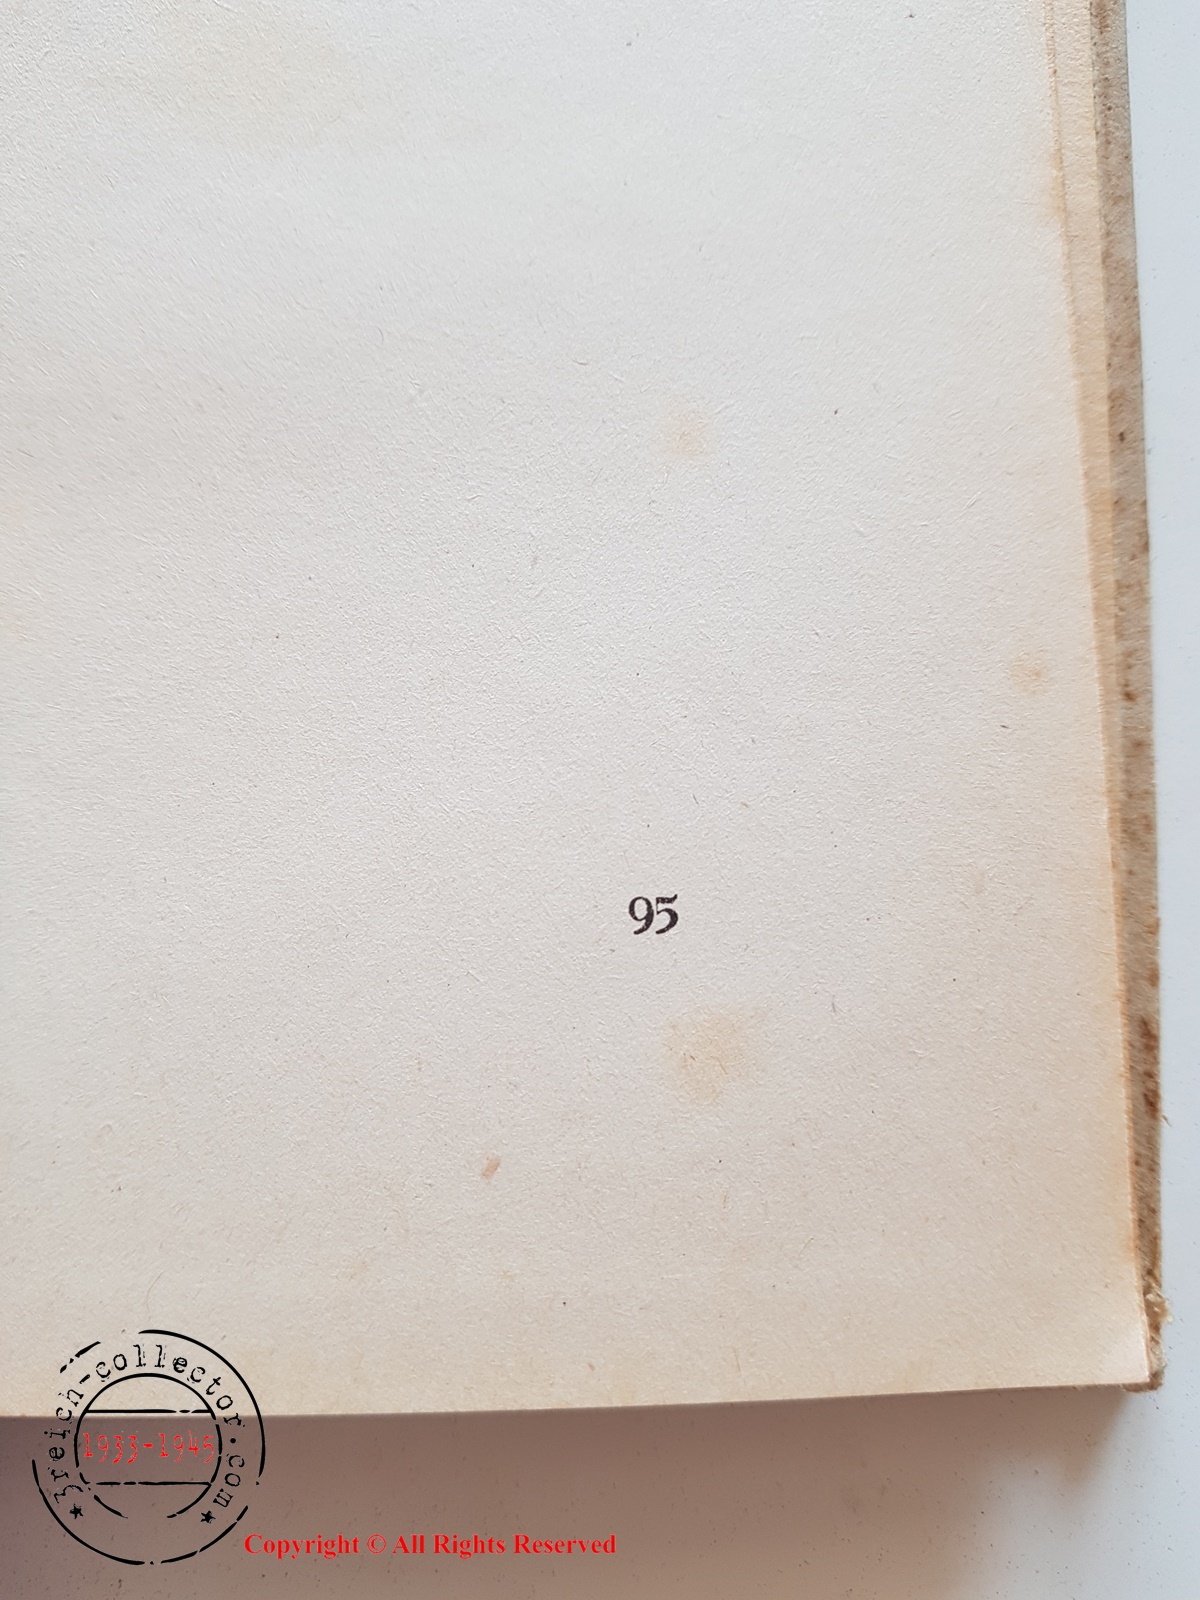 95
3reich-collector.com
1933-1945
Copyright © All Rights Reserved